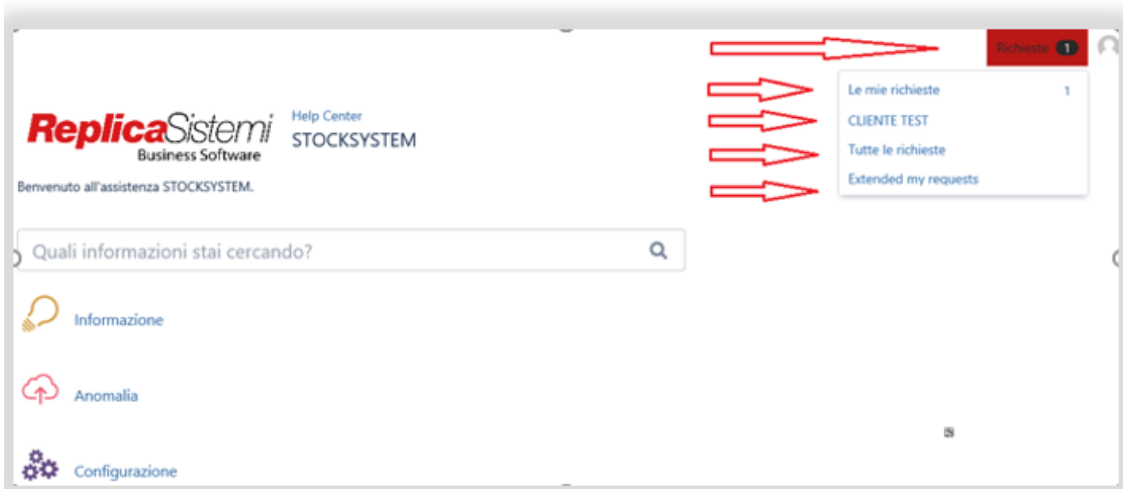 Richieste 1
Le mie richieste 1
CLIENTE TEST
Tutte le richieste
Extended my requests
ReplicaSistemi
Business Software
Help Center
STOCKSYSTEM
Benvenuto all'assistenza STOCKSYSTEM.
Quali informazioni stai cercando?
Informazione
Anomalia
Configurazione